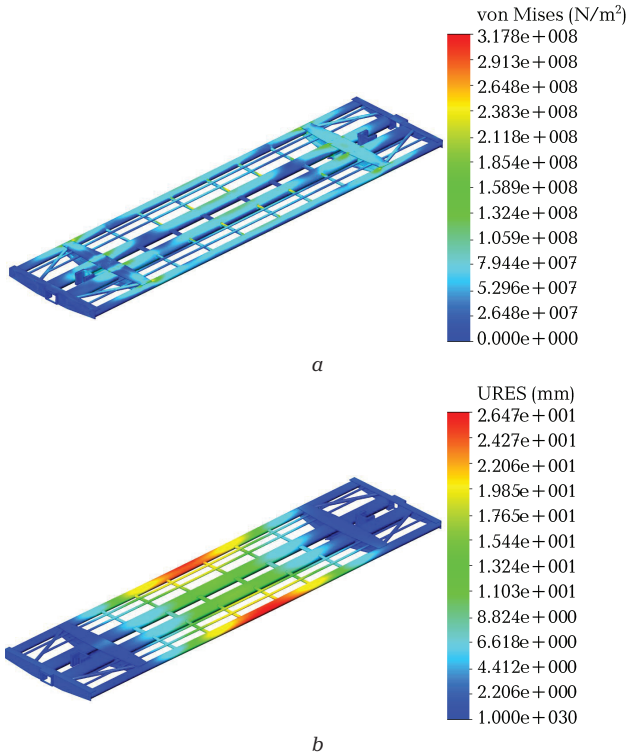 von Mises (N/m²)
3.178e+008
2.913e+008
2.648e+008
2.383e+008
2.118e+008
1.854e+008
1.589e+008
1.324e+008
1.059e+008
7.944e+007
5.296e+007
2.648e+007
0.000e+000
a
URES (mm)
2.647e+001
2.427e+001
2.206e+001
1.985e+001
1.765e+001
1.544e+001
1.324e+001
1.103e+001
8.824e+000
6.618e+000
4.412e+000
2.206e+000
1.000e+030
b